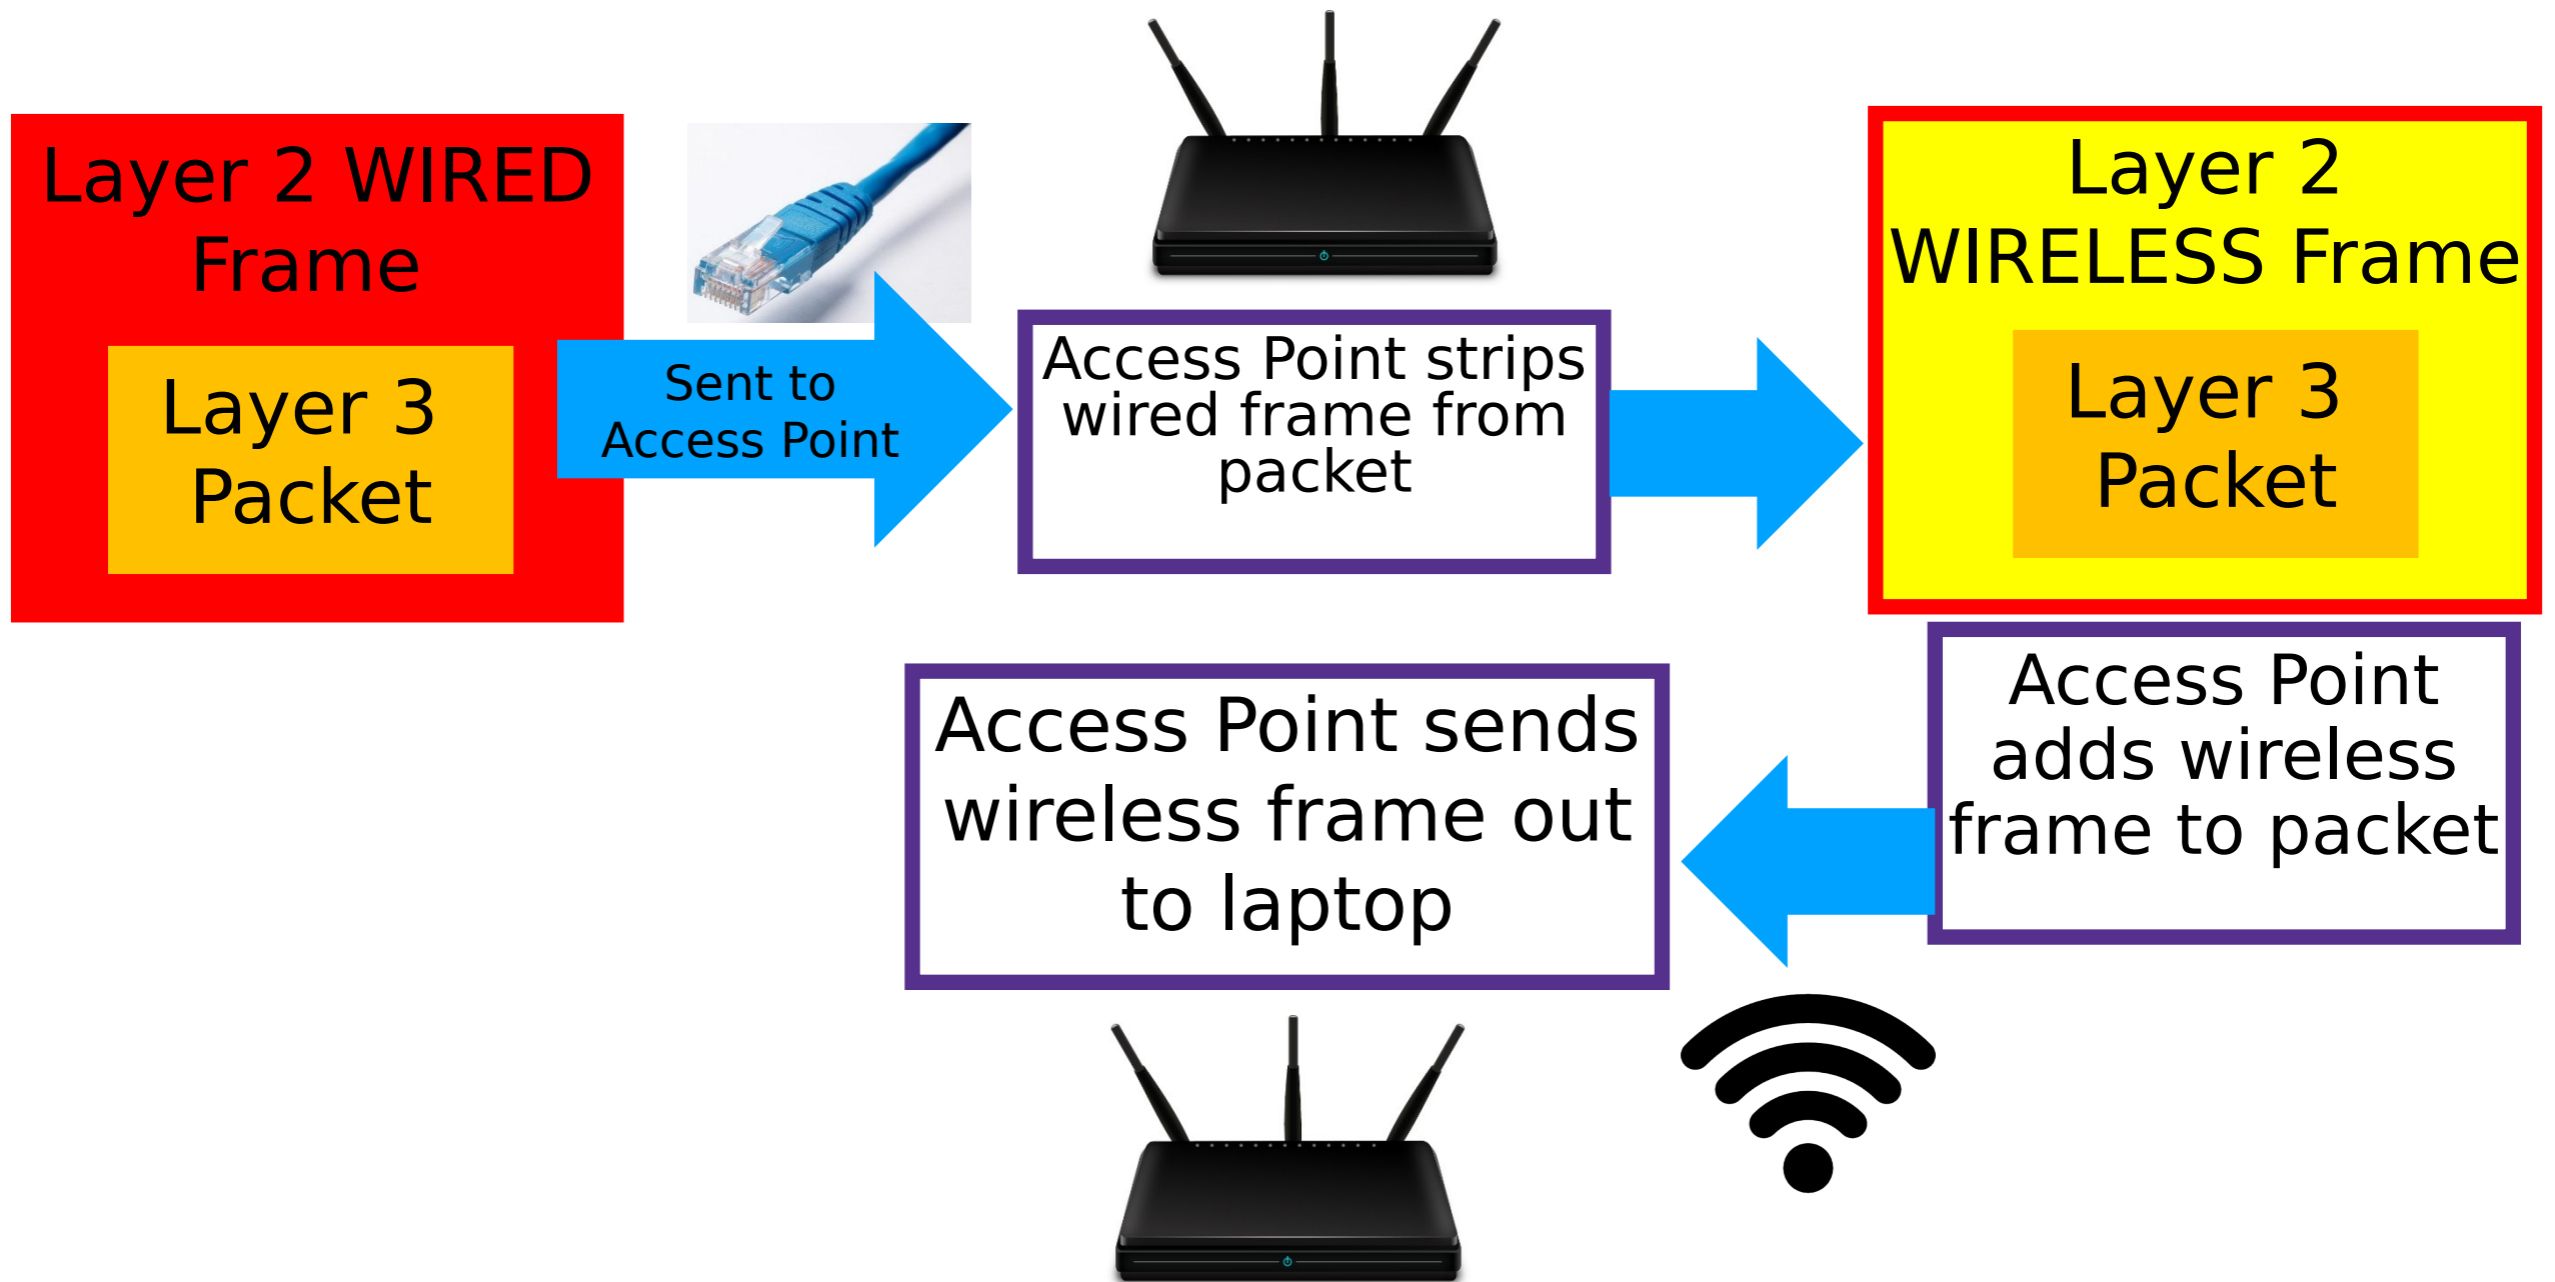 Layer 2 WIRED
Frame
Layer 3
Packet
Sent to
Access Point
Access Point strips
wired frame from
packet
Layer 2
WIRELESS Frame
Layer 3
Packet
Access Point
adds wireless
frame to packet
Access Point sends
wireless frame out
to laptop